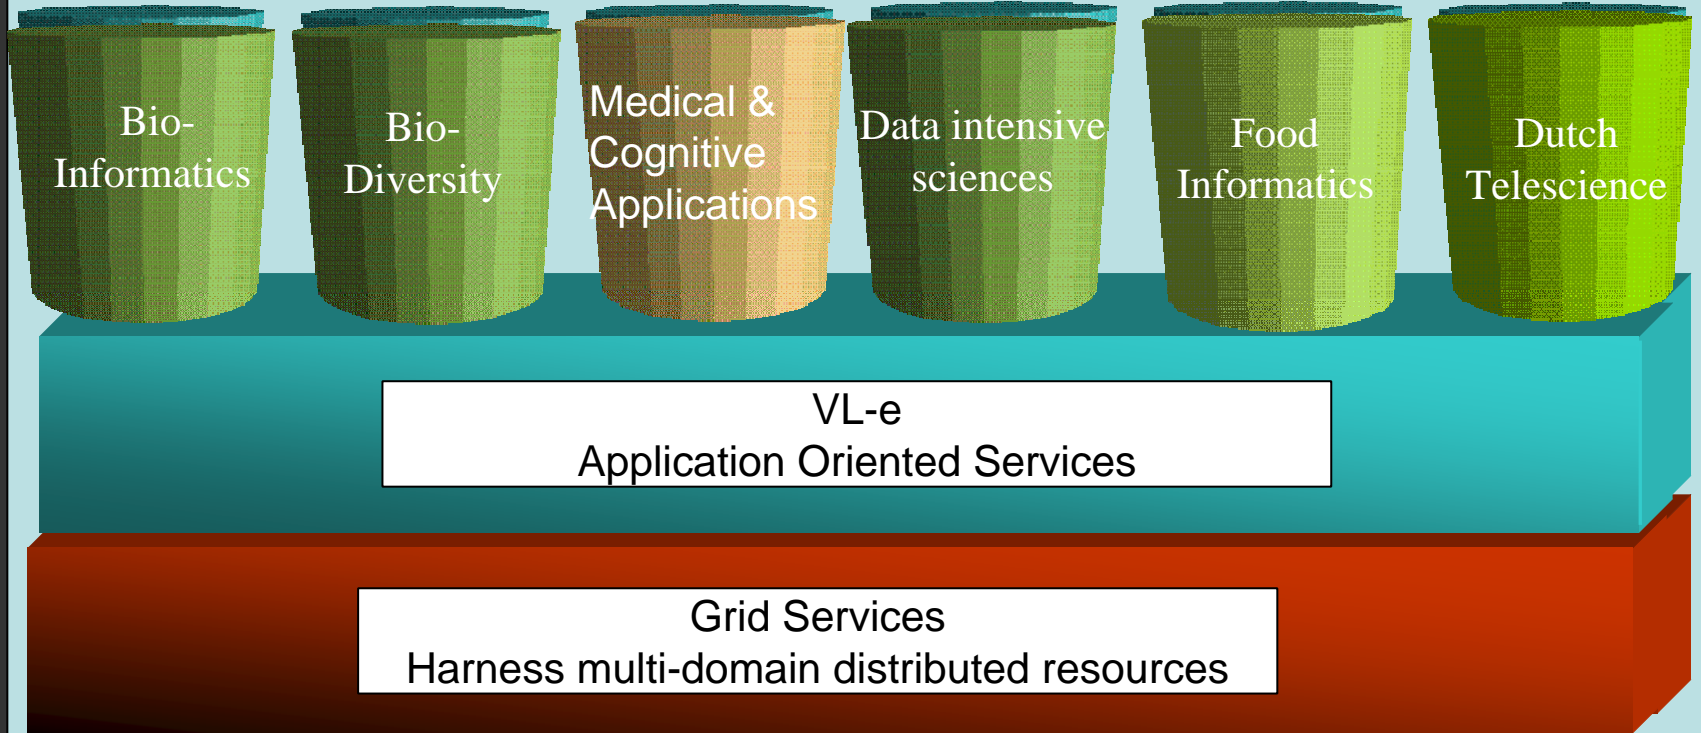 Bio-
Informatics
Bio-
Diversity
Medical &
Cognitive
Applications
Data intensive
sciences
Food
Informatics
Dutch
Telescience
VL-e
Application Oriented Services
Grid Services
Harness multi-domain distributed resources